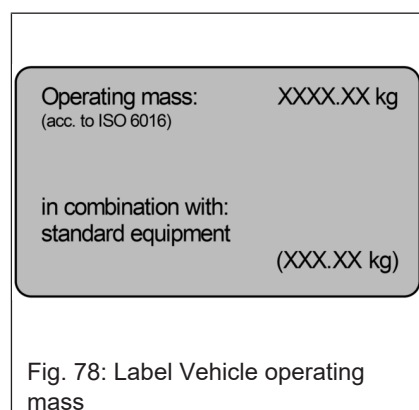 Operating mass: XXXX.XX kg
(acc. to ISO 6016)
in combination with:
standard equipment
(XXX.XX kg)
Fig. 78: Label Vehicle operating
mass